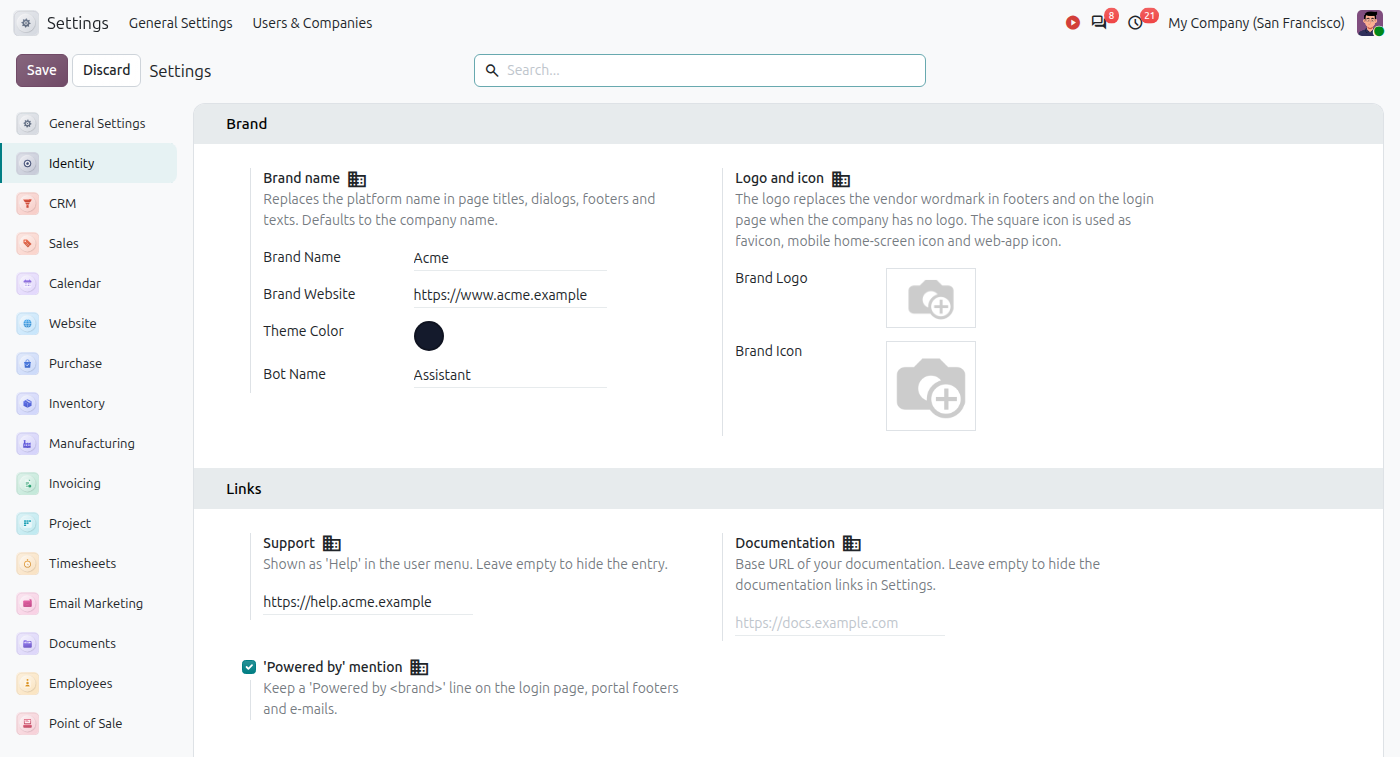 Settings General Settings Users & Companies 8 21 My Company (San Francisco)
Save Discard Settings Search...
General Settings
Identity
CRM
Sales
Calendar
Website
Purchase
Inventory
Manufacturing
Invoicing
Project
Timesheets
Email Marketing
Documents
Employees
Point of Sale
Brand
Brand name
Replaces the platform name in page titles, dialogs, footers and
texts. Defaults to the company name.
Brand Name Acme
Brand Website https://www.acme.example
Theme Color
Bot Name Assistant
Logo and icon
The logo replaces the vendor wordmark in footers and on the login
page when the company has no logo. The square icon is used as
favicon, mobile home-screen icon and web-app icon.
Brand Logo
Brand Icon
Links
Support
Shown as 'Help' in the user menu. Leave empty to hide the entry.
https://help.acme.example
Documentation
Base URL of your documentation. Leave empty to hide the
documentation links in Settings.
https://docs.example.com
'Powered by' mention
Keep a 'Powered by <brand>' line on the login page, portal footers
and e-mails.